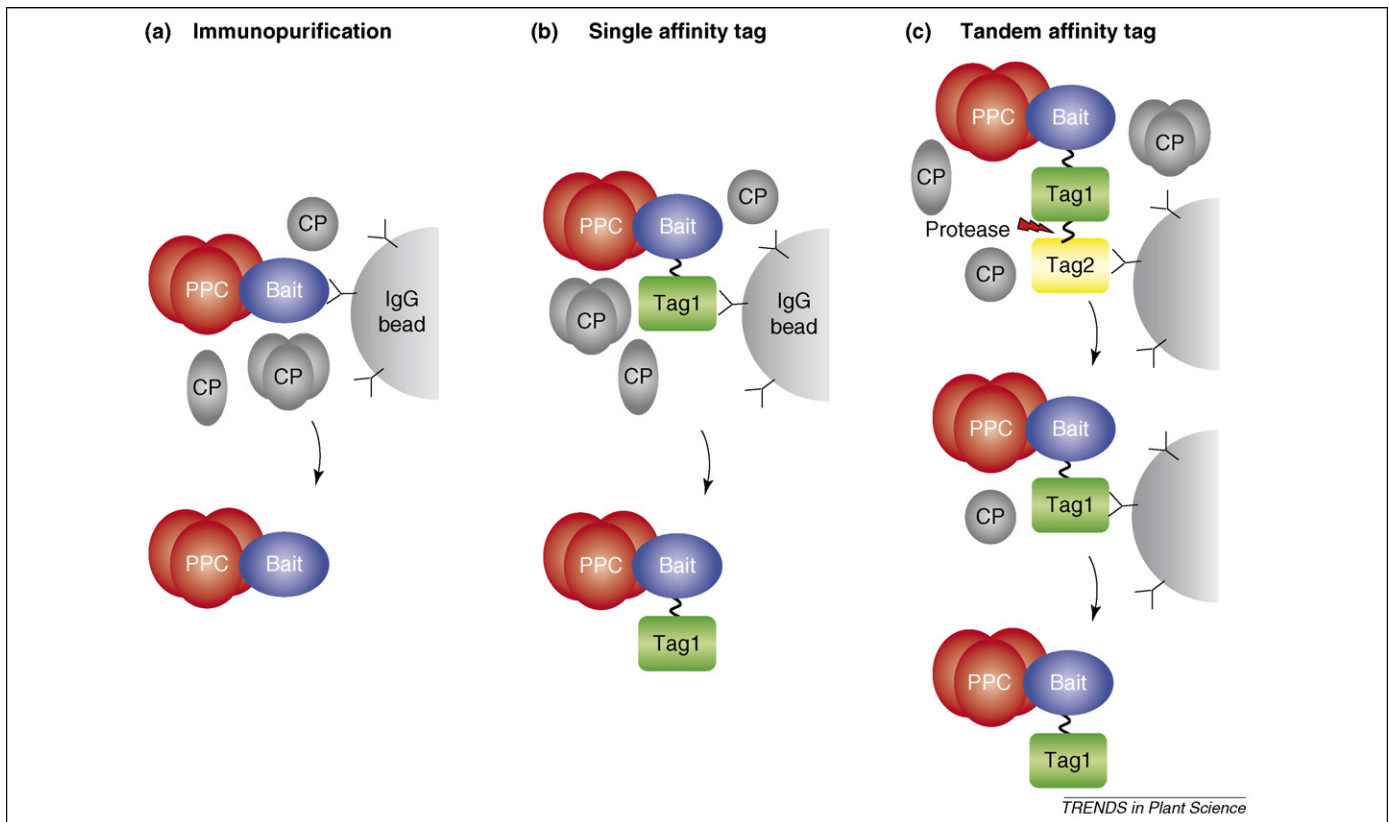 (a) Immunopurification
CP
PPC
Bait
IgG
bead
CP
CP
PPC
Bait
(b) Single affinity tag
CP
PPC
Bait
CP
Tag1
IgG
bead
CP
PPC
Bait
Tag1
(c) Tandem affinity tag
PPC
Bait
CP
CP
Tag1
Protease
CP
Tag2
PPC
Bait
CP
Tag1
PPC
Bait
Tag1
TRENDS in Plant Science